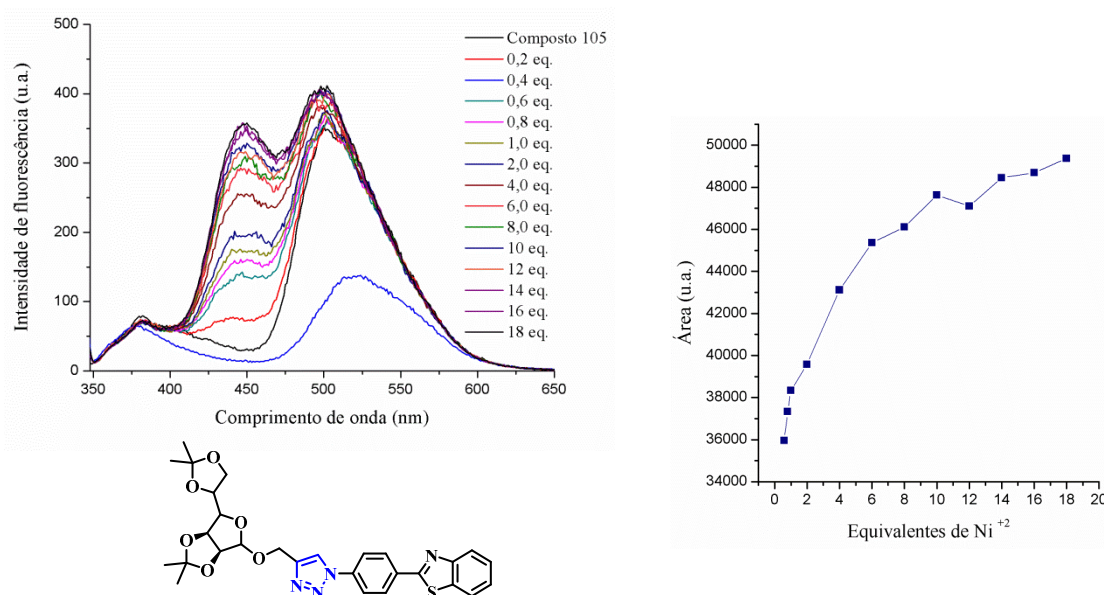 500
400
300
200
100
0
350
400
450
500
550
600
650
Intensidade de fluorescência (u.a.)
Comprimento de onda (nm)
Composto 105
0,2 eq.
0,4 eq.
0,6 eq.
0,8 eq.
1,0 eq.
2,0 eq.
4,0 eq.
6,0 eq.
8,0 eq.
10 eq.
12 eq.
14 eq.
16 eq.
18 eq.
50000
48000
46000
43000
42000
40000
38000
36000
34000
0 2 4 6 8 10 12 14 16 18 20
Área (u.a.)
Equivalentes de Ni +2
O
O
O
O
O
O
N
N
N
N
S